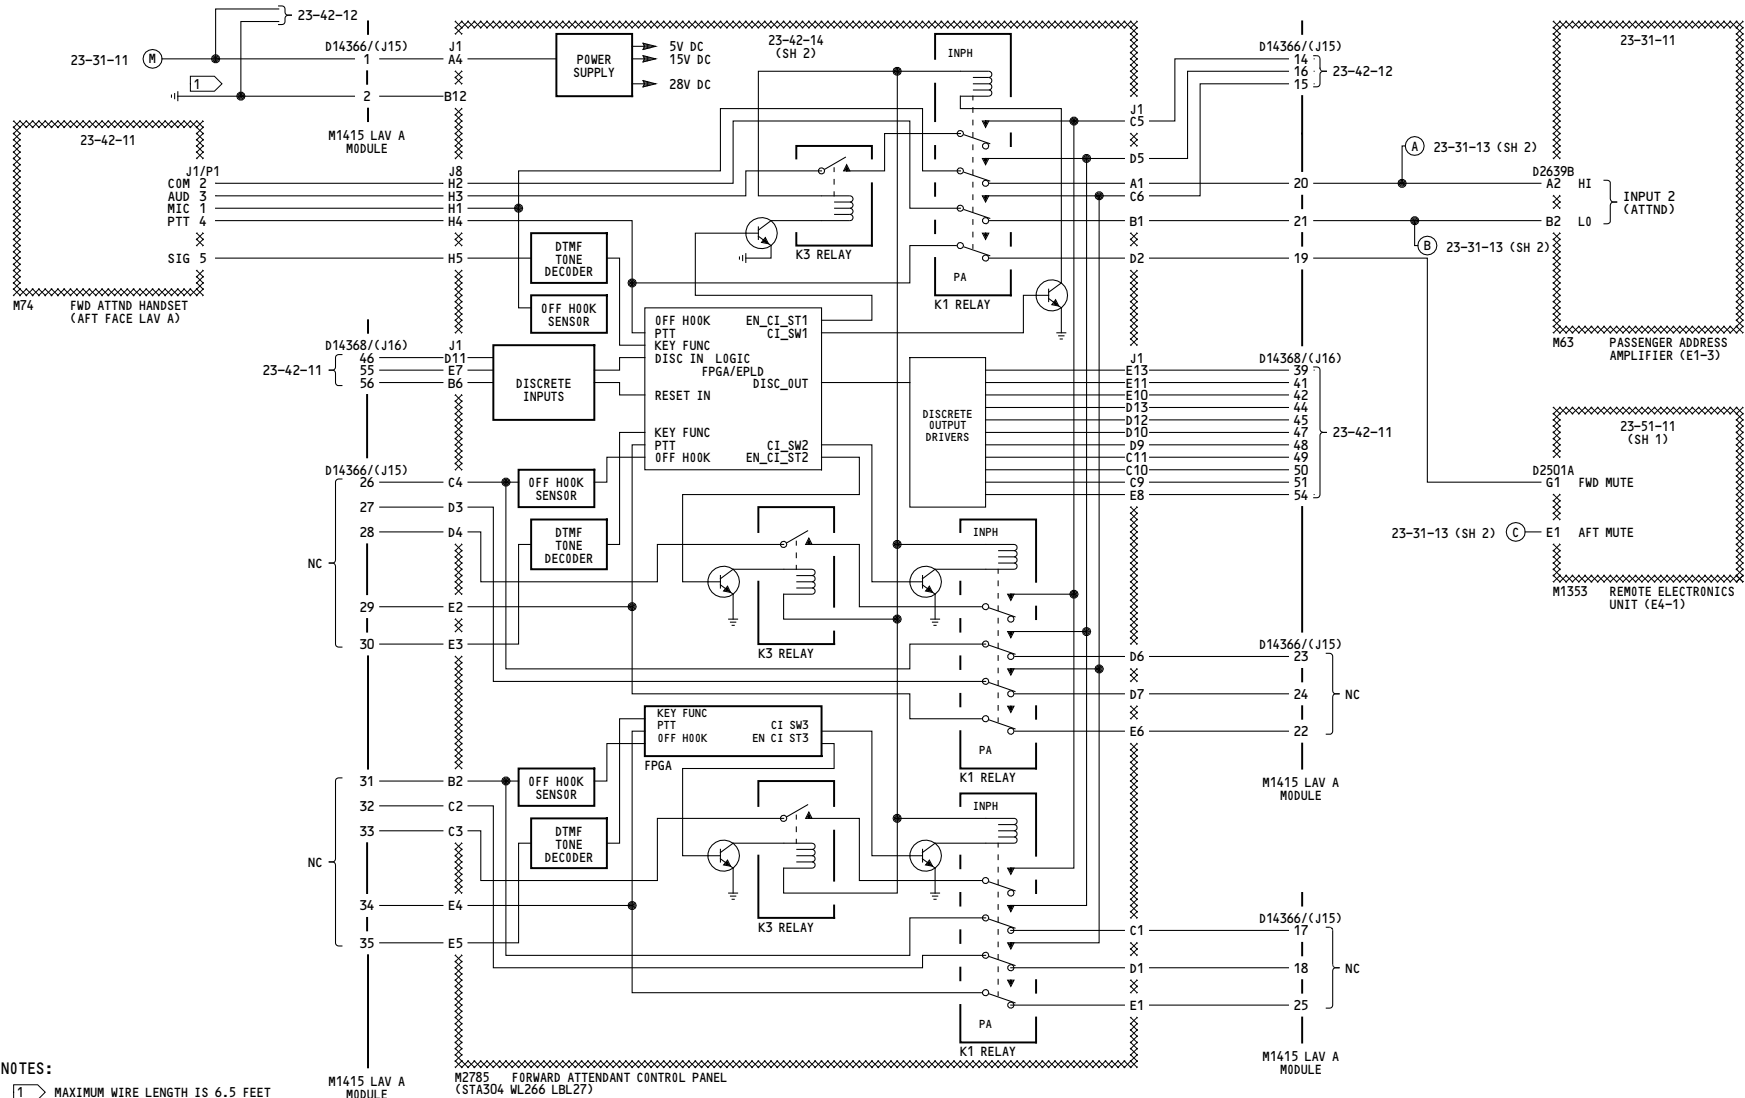 23-42-12
D14366/(J15)
J1
23-31-11
M
1
A4
1
2
B12
M1415 LAV A
MODULE
POWER
SUPPLY
5V DC
15V DC
28V DC
23-42-14
(SH 2)
INPH
D14366/(J15)
14
16
15
23-42-12
23-31-11
23-42-11
J1/P1
COM 2
AUD 3
MIC 1
PTT 4
SIG 5
M74
FWD ATTND HANDSET
(AFT FACE LAV A)
J8
H2
H3
H1
H4
H5
DTMF
TONE
DECODER
OFF HOOK
SENSOR
K3 RELAY
PA
K1 RELAY
J1
C5
D5
A1
C6
B1
D2
20
21
19
A
23-31-13 (SH 2)
B
23-31-13 (SH 2)
D2639B
A2 HI
B2 LO
INPUT 2
(ATTND)
M63
PASSENGER ADDRESS
AMPLIFIER (E1-3)
D14368/(J16)
J1
23-42-11
46
D11
55
E7
56
B6
DISCRETE
INPUTS
OFF HOOK
EN_CI_ST1
PTT
CI_SW1
KEY FUNC
DISC IN
LOGIC
FPGA/EPLD
DISC_OUT
RESET IN
KEY FUNC
PTT
CI_SW2
OFF HOOK
EN_CI_ST2
DISCRETE
OUTPUT
DRIVERS
J1
D14368/(J16)
E13
39
E11
41
E10
42
D13
44
D12
45
D10
47
D9
48
C11
49
C10
50
C9
51
E8
54
23-42-11
23-51-11
(SH 1)
D2501A
G1 FWD MUTE
23-31-13 (SH 2)
C
E1 AFT MUTE
M1353
REMOTE ELECTRONICS
UNIT (E4-1)
D14366/(J15)
26
C4
27
D3
28
D4
NC
29
E2
30
E3
OFF HOOK
SENSOR
DTMF
TONE
DECODER
K3 RELAY
INPH
PA
K1 RELAY
D14366/(J15)
D6
23
D7
24
E6
22
NC
M1415 LAV A
MODULE
KEY FUNC
PTT
CI SW3
OFF HOOK
EN CI ST3
FPGA
31
B2
32
C2
33
C3
NC
34
E4
35
E5
OFF HOOK
SENSOR
DTMF
TONE
DECODER
K3 RELAY
INPH
PA
K1 RELAY
D14366/(J15)
C1
17
D1
18
E1
25
NC
M1415 LAV A
MODULE
NOTES:
1 MAXIMUM WIRE LENGTH IS 6.5 FEET
M1415 LAV A
MODULE
M2785 FORWARD ATTENDANT CONTROL PANEL
(STA304 WL266 LBL27)